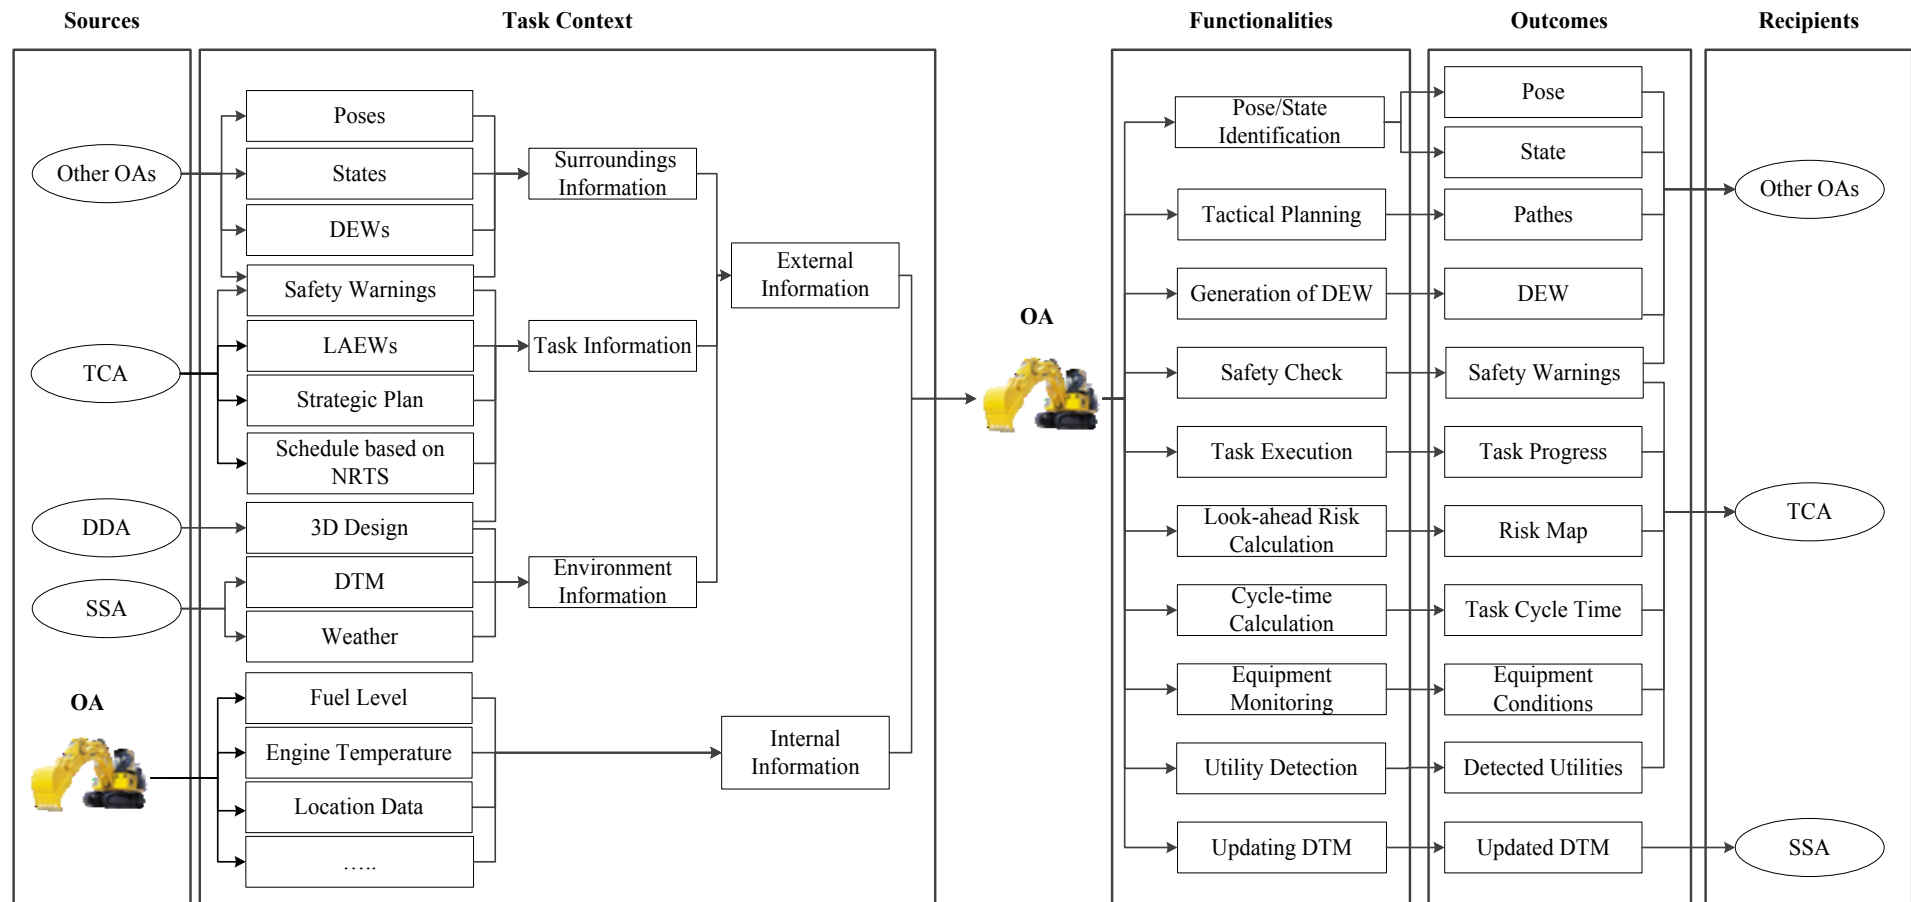 Sources
Task Context
Functionalities
Outcomes
Recipients
Other OAs
TCA
DDA
SSA
OA
Poses
States
DEWs
Safety Warnings
LAEWs
Strategic Plan
Schedule based on
NRTS
3D Design
DTM
Weather
Fuel Level
Engine Temperature
Location Data
.....
Surroundings
Information
Task Information
Environment
Information
External
Information
Internal
Information
OA
Pose/State
Identification
Tactical Planning
Generation of DEW
Safety Check
Task Execution
Look-ahead Risk
Calculation
Cycle-time
Calculation
Equipment
Monitoring
Utility Detection
Updating DTM
Pose
State
Pathes
DEW
Safety Warnings
Task Progress
Risk Map
Task Cycle Time
Equipment
Conditions
Detected Utilities
Updated DTM
Other OAs
TCA
SSA